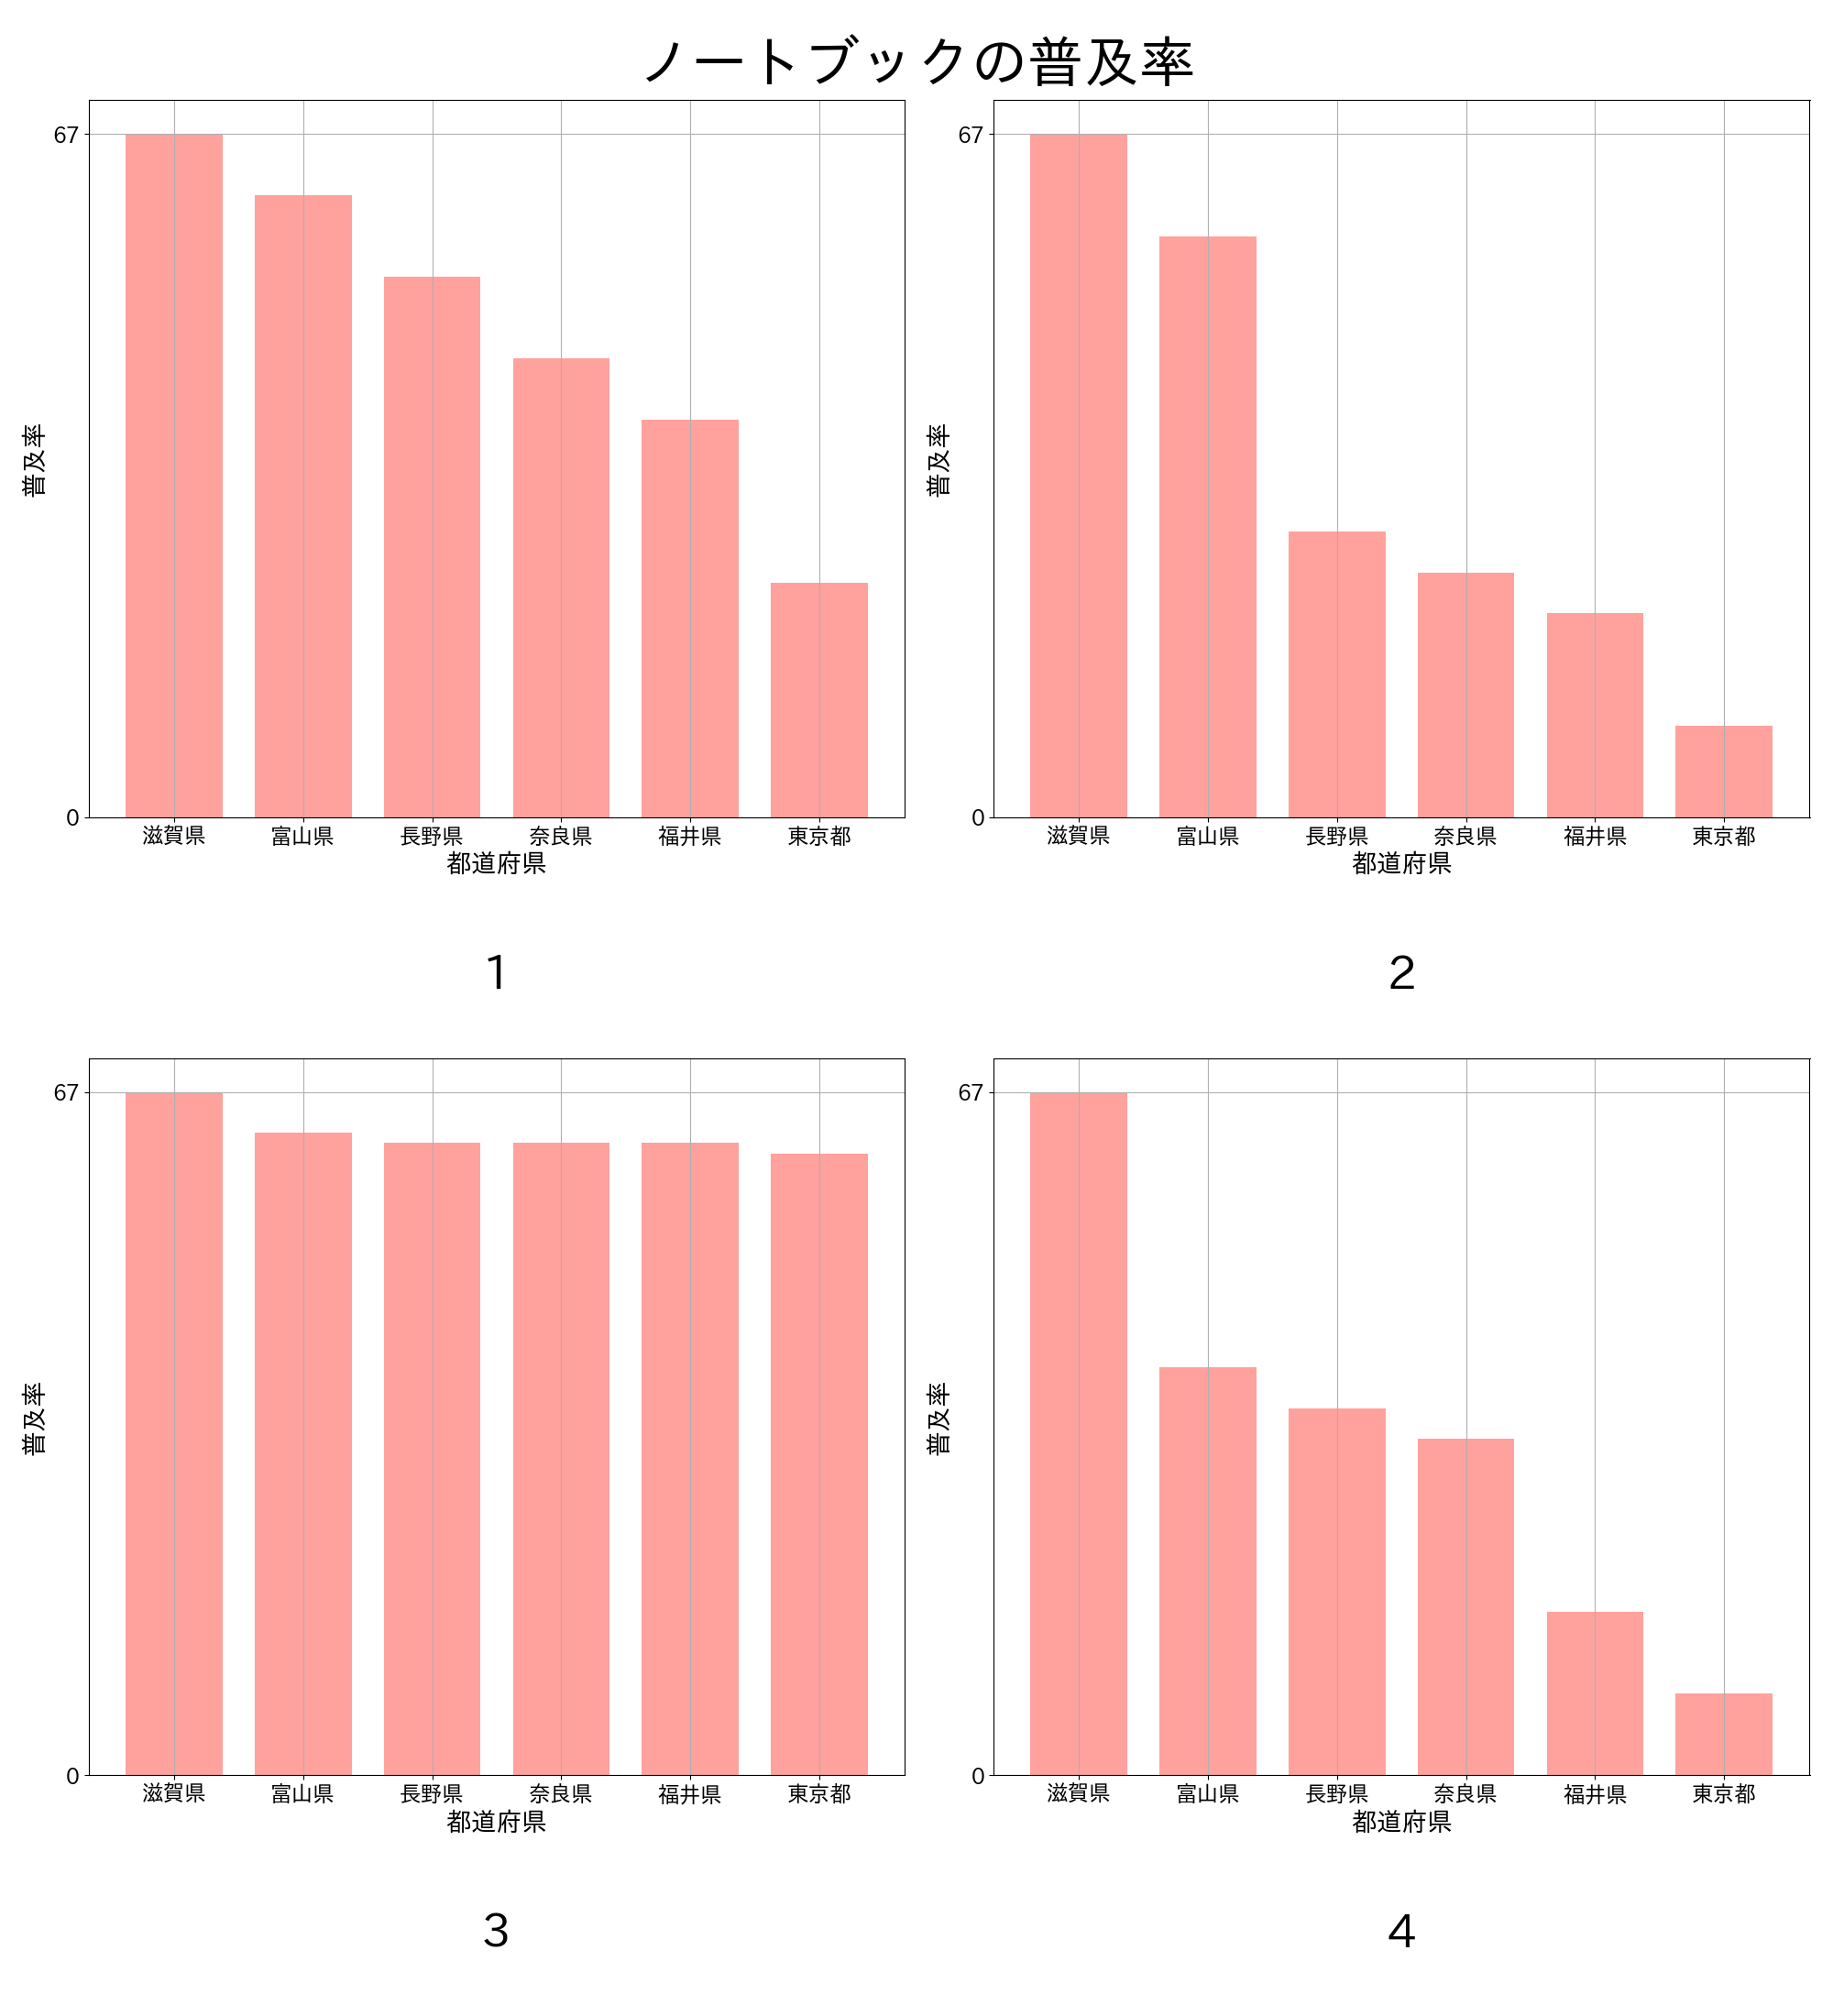 ノートブックの普及率
67
0
普及率
滋賀県 富山県 長野県 奈良県 福井県 東京都
都道府県
1
67
0
普及率
滋賀県 富山県 長野県 奈良県 福井県 東京都
都道府県
2
67
0
普及率
滋賀県 富山県 長野県 奈良県 福井県 東京都
都道府県
3
67
0
普及率
滋賀県 富山県 長野県 奈良県 福井県 東京都
都道府県
4